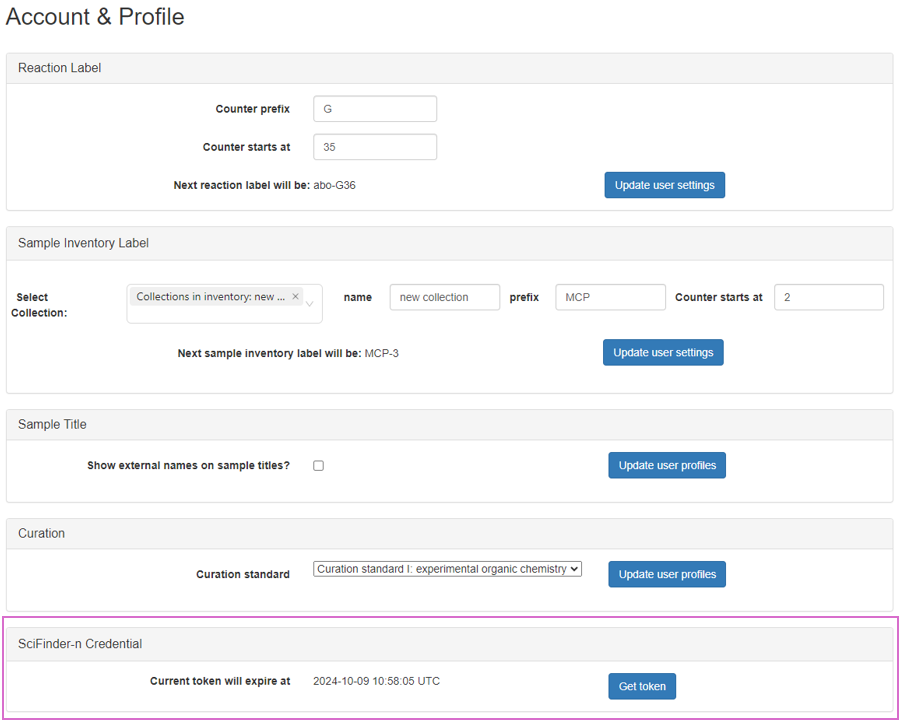 Account & Profile
Reaction Label
Counter prefix G
Counter starts at 35
Next reaction label will be: abo-G36 Update user settings
Sample Inventory Label
Select Collection: Collections in inventory: new ... × name new collection prefix MCP Counter starts at 2
Next sample inventory label will be: MCP-3 Update user settings
Sample Title
Show external names on sample titles? Update user profiles
Curation
Curation standard Curation standard I: experimental organic chemistry Update user profiles
SciFinder-n Credential
Current token will expire at 2024-10-09 10:58:05 UTC Get token